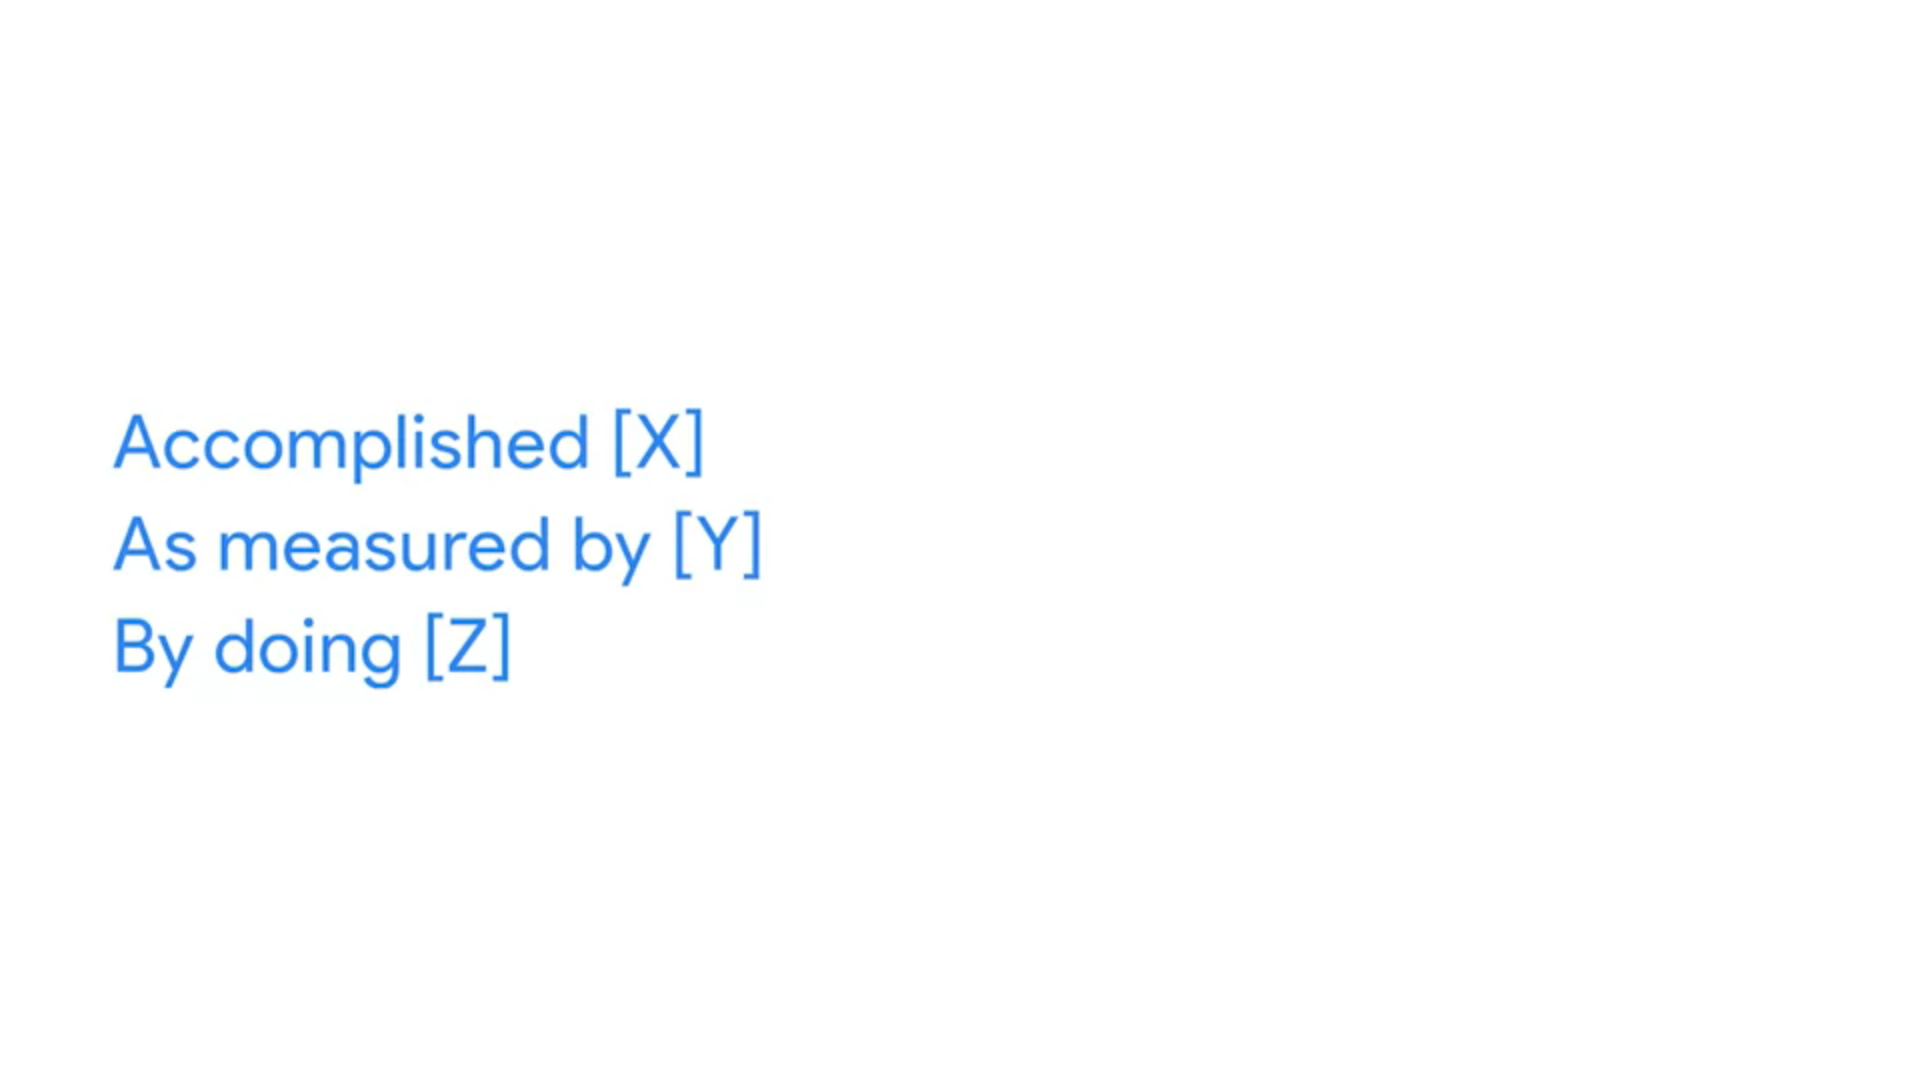 Accomplished [X]
As measured by [Y]
By doing [Z]